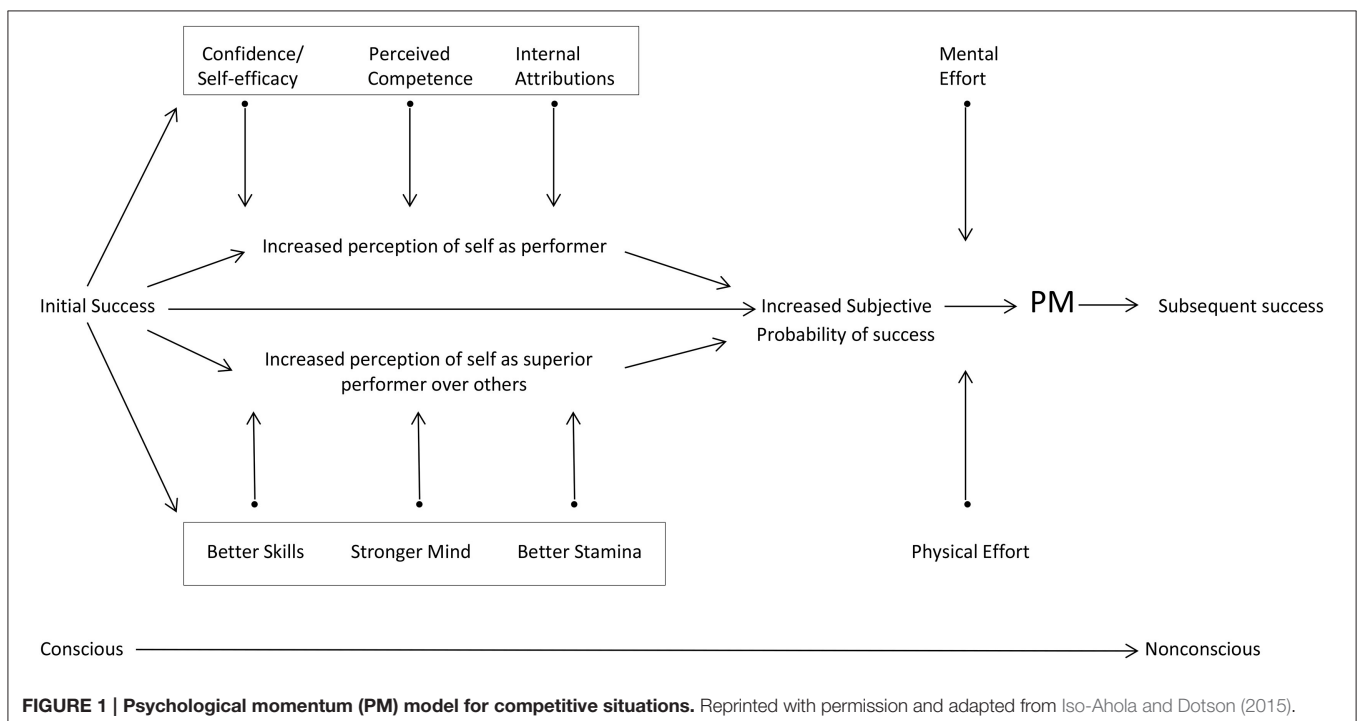 Confidence/
Self-efficacy
Perceived
Competence
Internal
Attributions
Mental
Effort
Increased perception of self as performer
Initial Success
Increased Subjective
Probability of success
PM
Subsequent success
Increased perception of self as superior
performer over others
Better Skills
Stronger Mind
Better Stamina
Physical Effort
Conscious
Nonconscious
FIGURE 1 | Psychological momentum (PM) model for competitive situations. Reprinted with permission and adapted from Iso-Ahola and Dotson (2015).